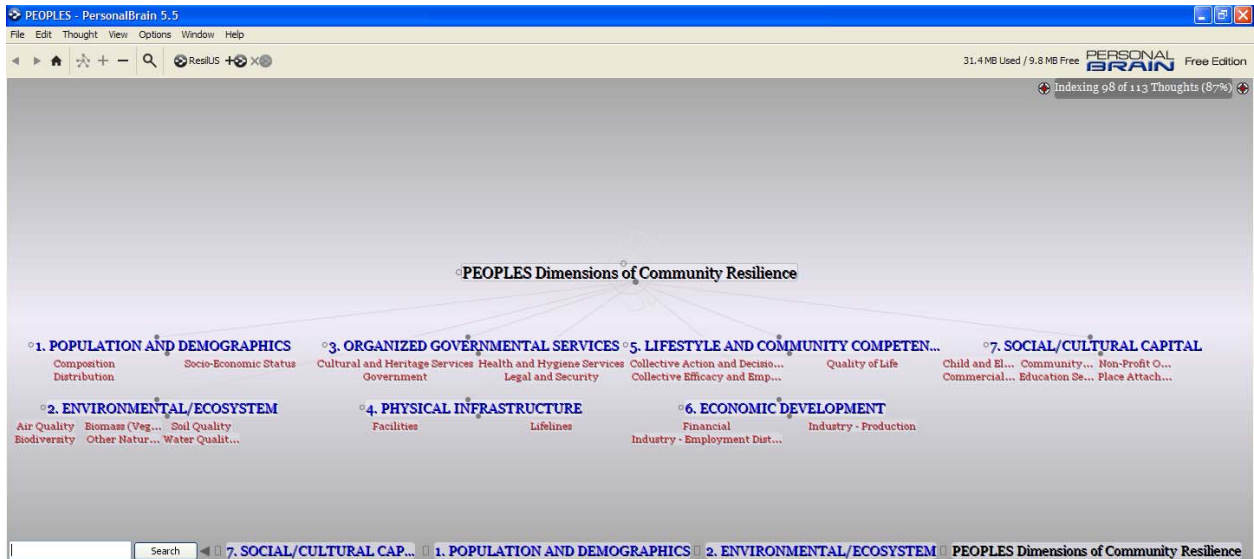 PEOPLES - PersonalBrain 5.5
File Edit Thought View Options Window Help
ResilUS
31.4 MB Used / 9.8 MB Free PERSONAL BRAIN Free Edition
Indexing 98 of 113 Thoughts (87%)
PEOPLES Dimensions of Community Resilience
1. POPULATION AND DEMOGRAPHICS
Composition Socio-Economic Status
Distribution
3. ORGANIZED GOVERNMENTAL SERVICES
Cultural and Heritage Services Health and Hygiene Services
Government Legal and Security
5. LIFESTYLE AND COMMUNITY COMPETEN...
Collective Action and Decisio... Quality of Life
Collective Efficacy and Emp...
7. SOCIAL/CULTURAL CAPITAL
Child and El... Community... Non-Profit O...
Commercial... Education Se... Place Attach...
2. ENVIRONMENTAL/ECOSYSTEM
Air Quality Biomass (Veg... Soil Quality
Biodiversity Other Natur... Water Qualit...
4. PHYSICAL INFRASTRUCTURE
Facilities Lifelines
6. ECONOMIC DEVELOPMENT
Financial Industry - Production
Industry - Employment Dist...
Search 7. SOCIAL/CULTURAL CAP... 1. POPULATION AND DEMOGRAPHICS 2. ENVIRONMENTAL/ECOSYSTEM PEOPLES Dimensions of Community Resilience